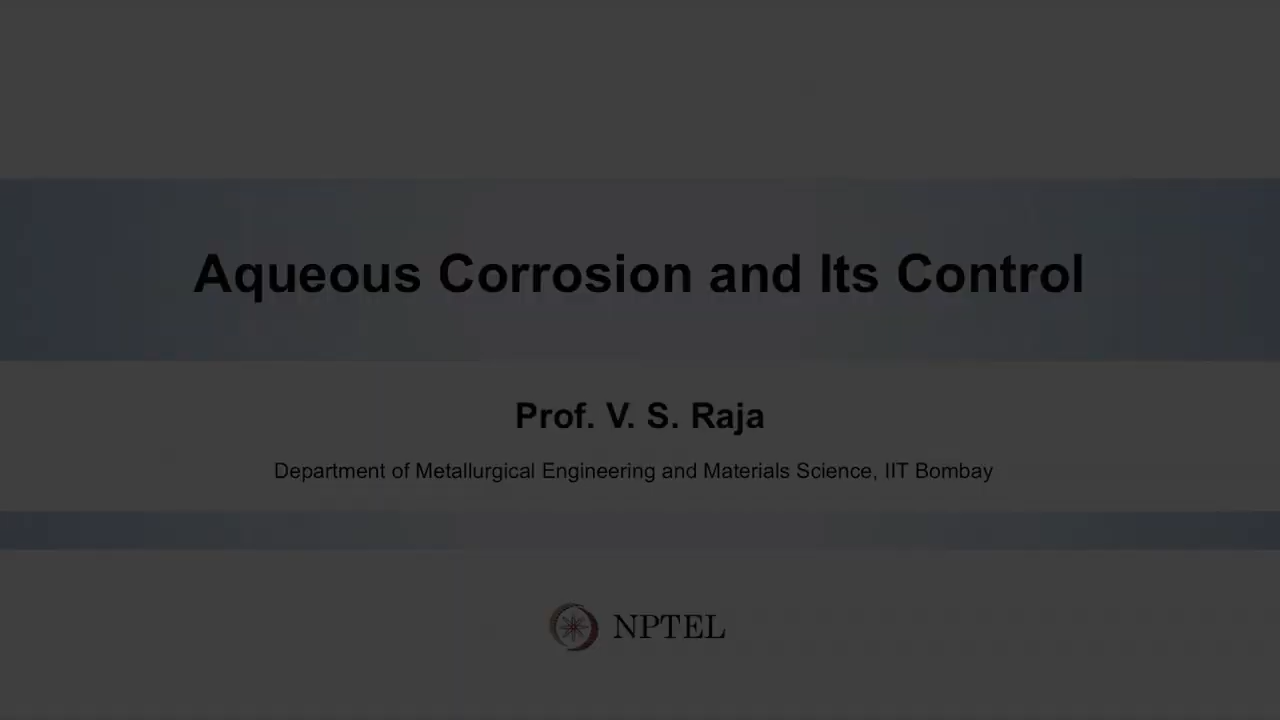 Aqueous Corrosion and Its Control
Prof. V. S. Raja
Department of Metallurgical Engineering and Materials Science, IIT Bombay
NPTEL